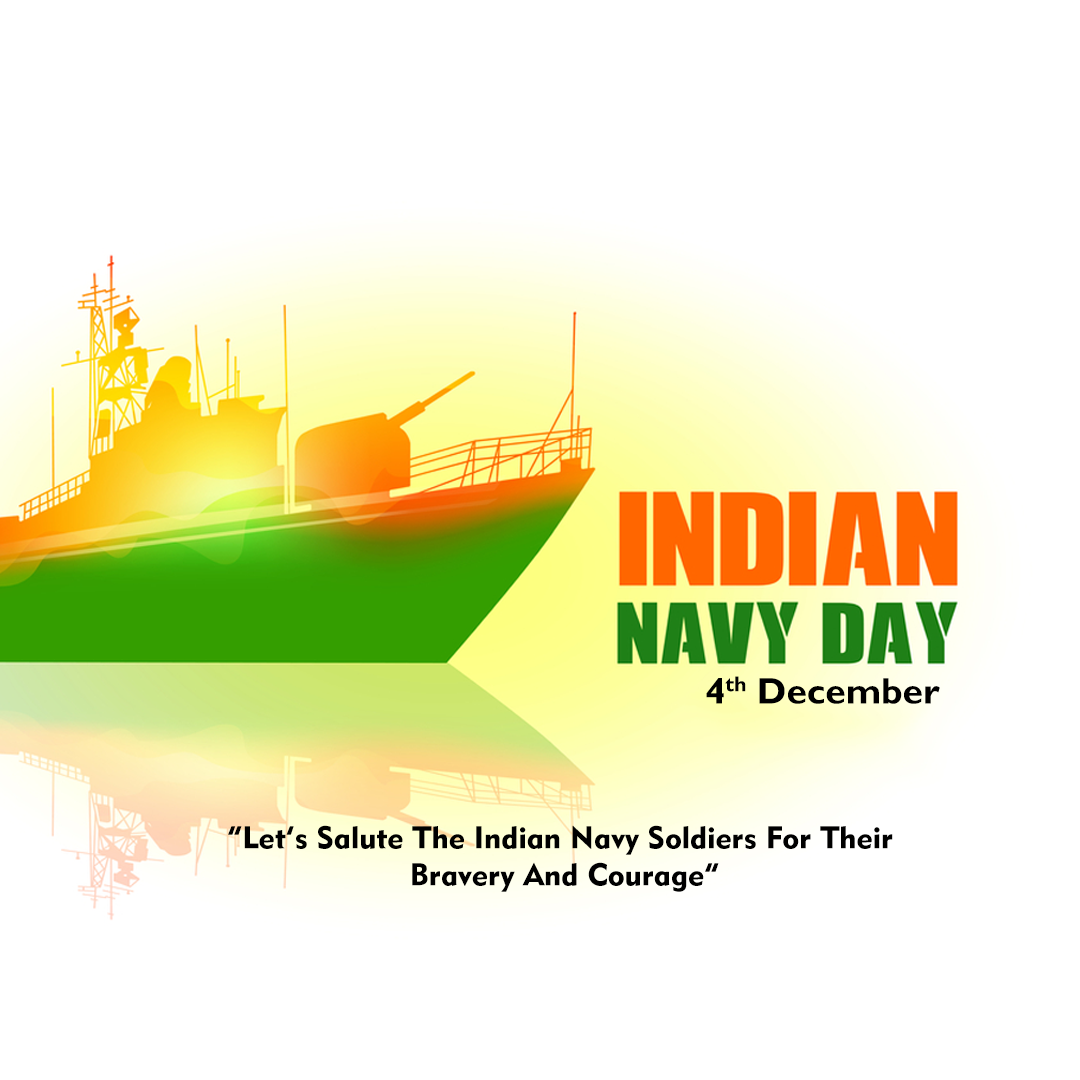 INDIAN
NAVY DAY
4th December
“Let‘s Salute The Indian Navy Soldiers For Their
Bravery And Courage“